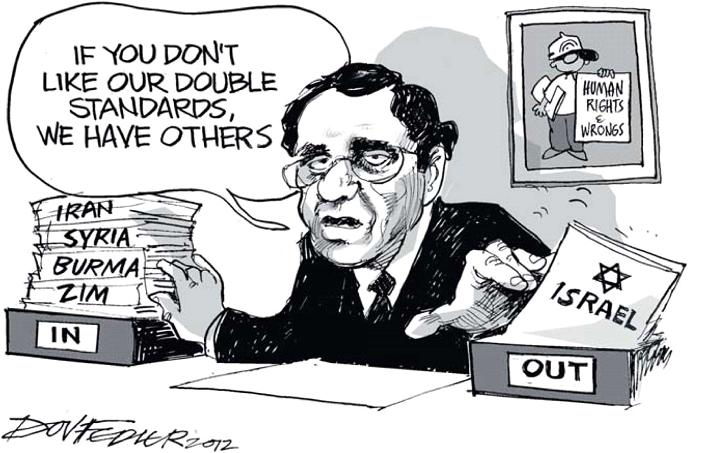 IF YOU DON'T
LIKE OUR DOUBLE
STANDARDS,
WE HAVE OTHERS
HUMAN
RIGHTS
&
WRONGS
IRAN
SYRIA
BURMA
ZIM
IN
ISRAEL
OUT
DOV FEDLER 2012